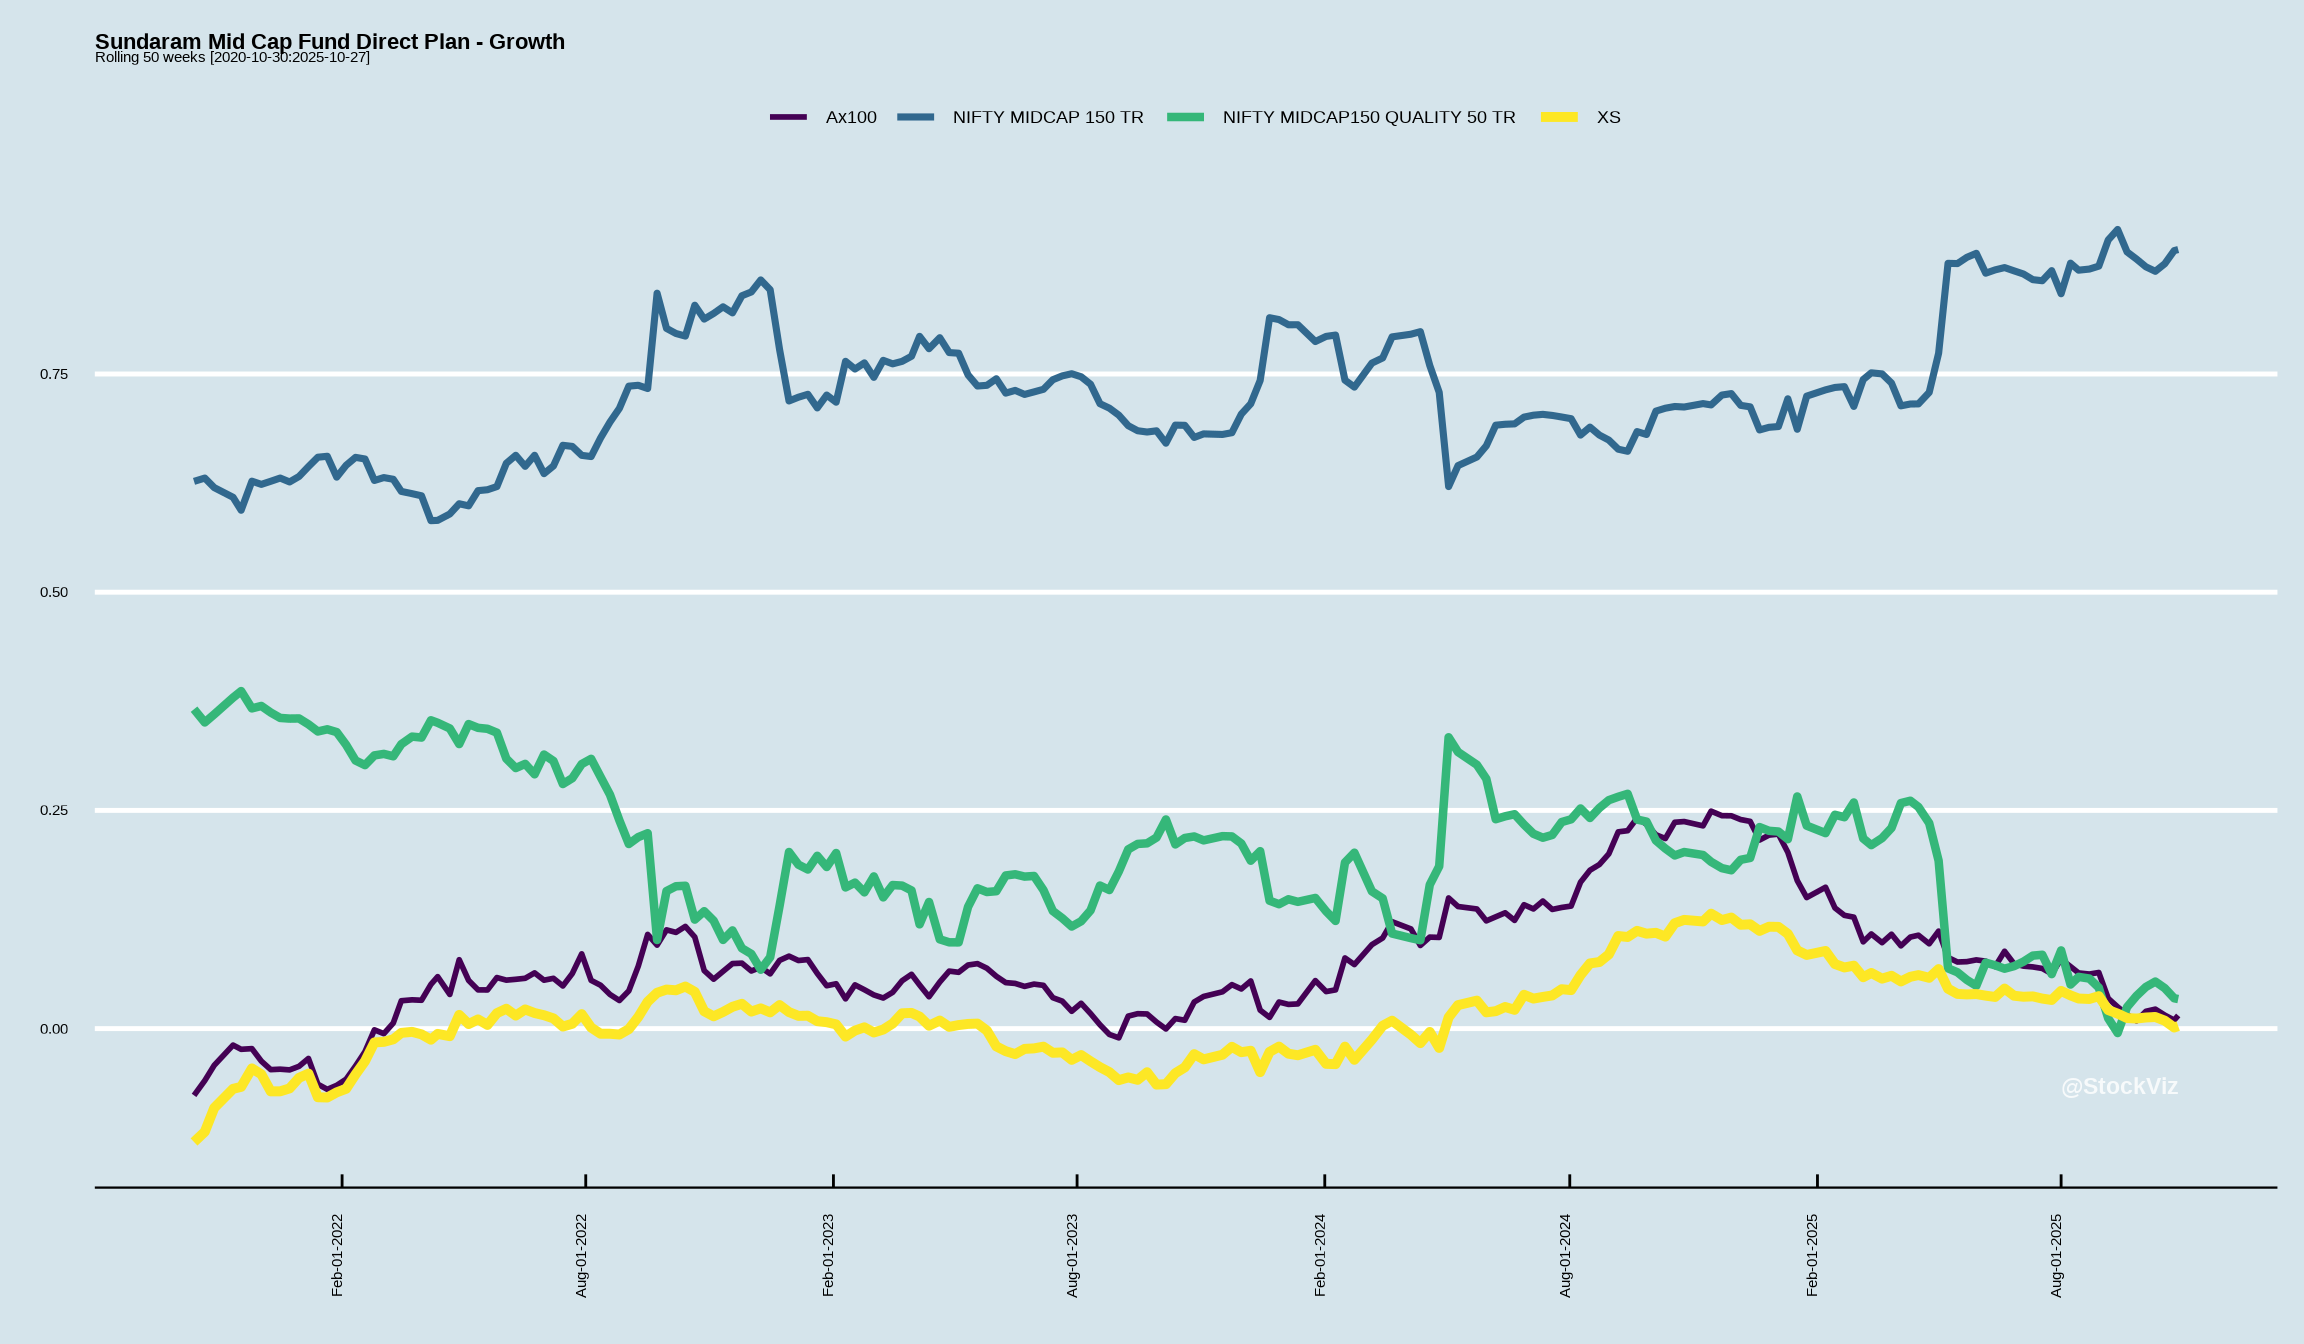 Sundaram Mid Cap Fund Direct Plan - Growth
Rolling 50 weeks [2020-10-30:2025-10-27]
Ax100 NIFTY MIDCAP 150 TR NIFTY MIDCAP150 QUALITY 50 TR XS
0.75
0.50
0.25
0.00
@StockViz
Feb-01-2022 Aug-01-2022 Feb-01-2023 Aug-01-2023 Feb-01-2024 Aug-01-2024 Feb-01-2025 Aug-01-2025